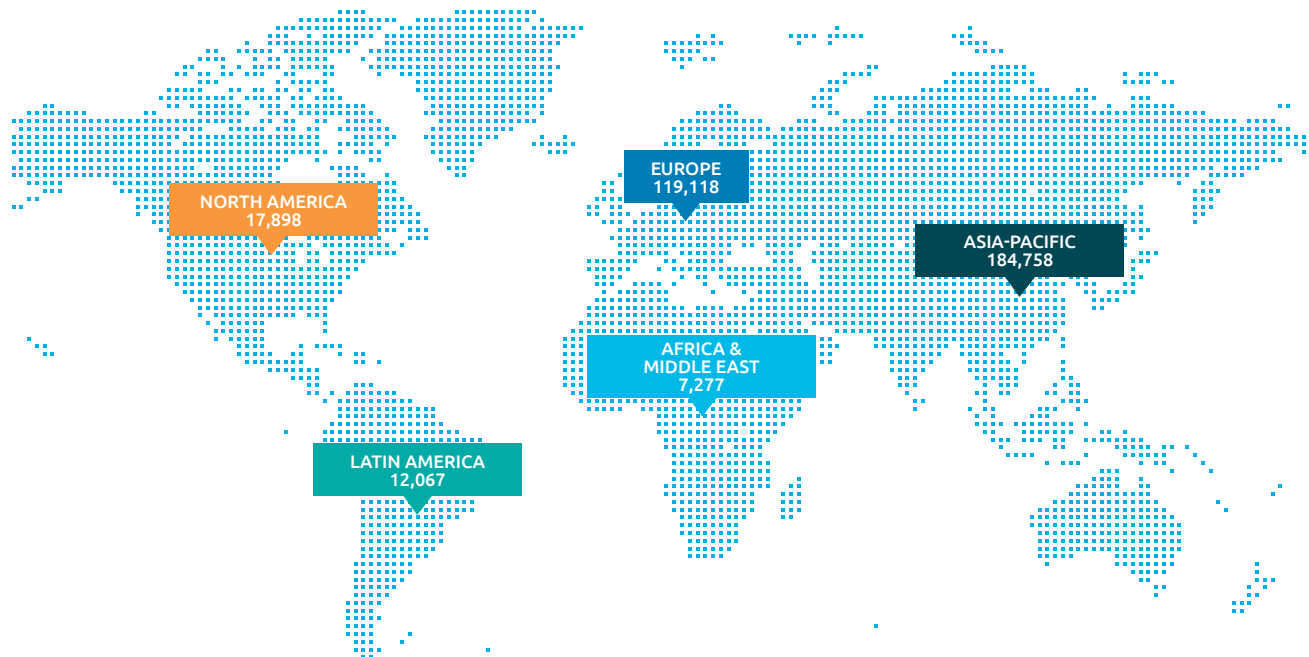 EUROPE
119,118
NORTH AMERICA
17,898
ASIA-PACIFIC
184,758
AFRICA &
MIDDLE EAST
7,277
LATIN AMERICA
12,067